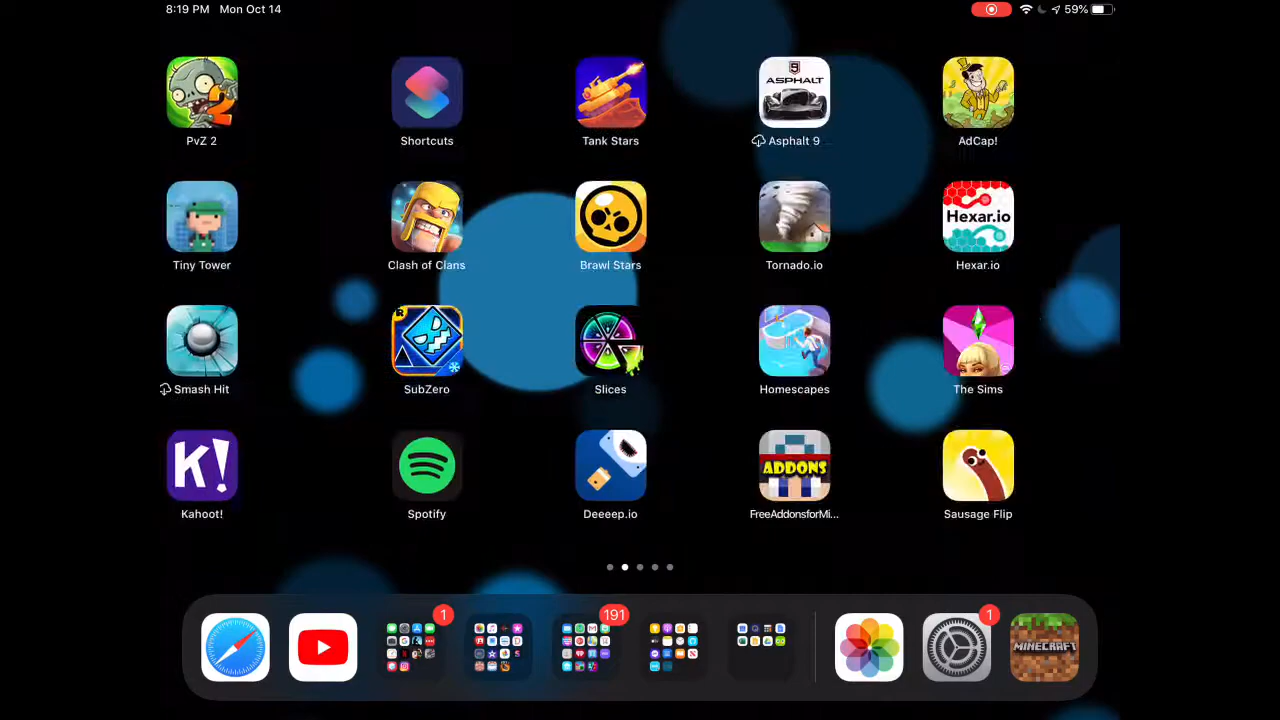 8:19 PM Mon Oct 14 59%
2 9 ASPHALT
PvZ 2 Shortcuts Tank Stars Asphalt 9 AdCap!
Hexar.io
Tiny Tower Clash of Clans Brawl Stars Tornado.io Hexar.io
R
Smash Hit SubZero Slices Homescapes The Sims
K! ADDONS
Kahoot! Spotify Deeeep.io FreeAddonsforMi... Sausage Flip
1 191 1
MINECRAFT